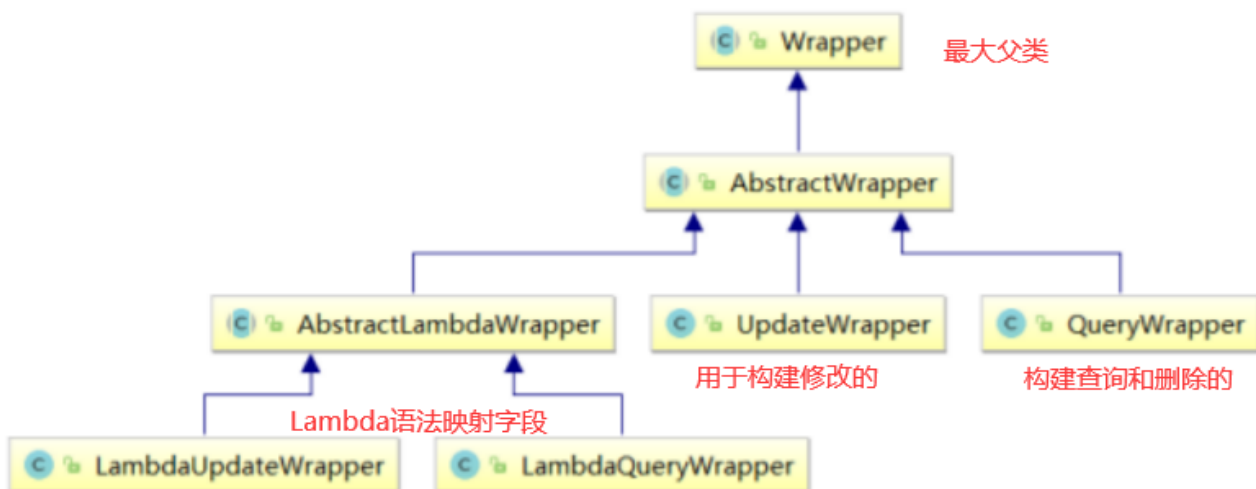 Wrapper
最大父类
AbstractWrapper
AbstractLambdaWrapper
UpdateWrapper
QueryWrapper
用于构建修改的
构建查询和删除的
Lambda语法映射字段
LambdaUpdateWrapper
LambdaQueryWrapper